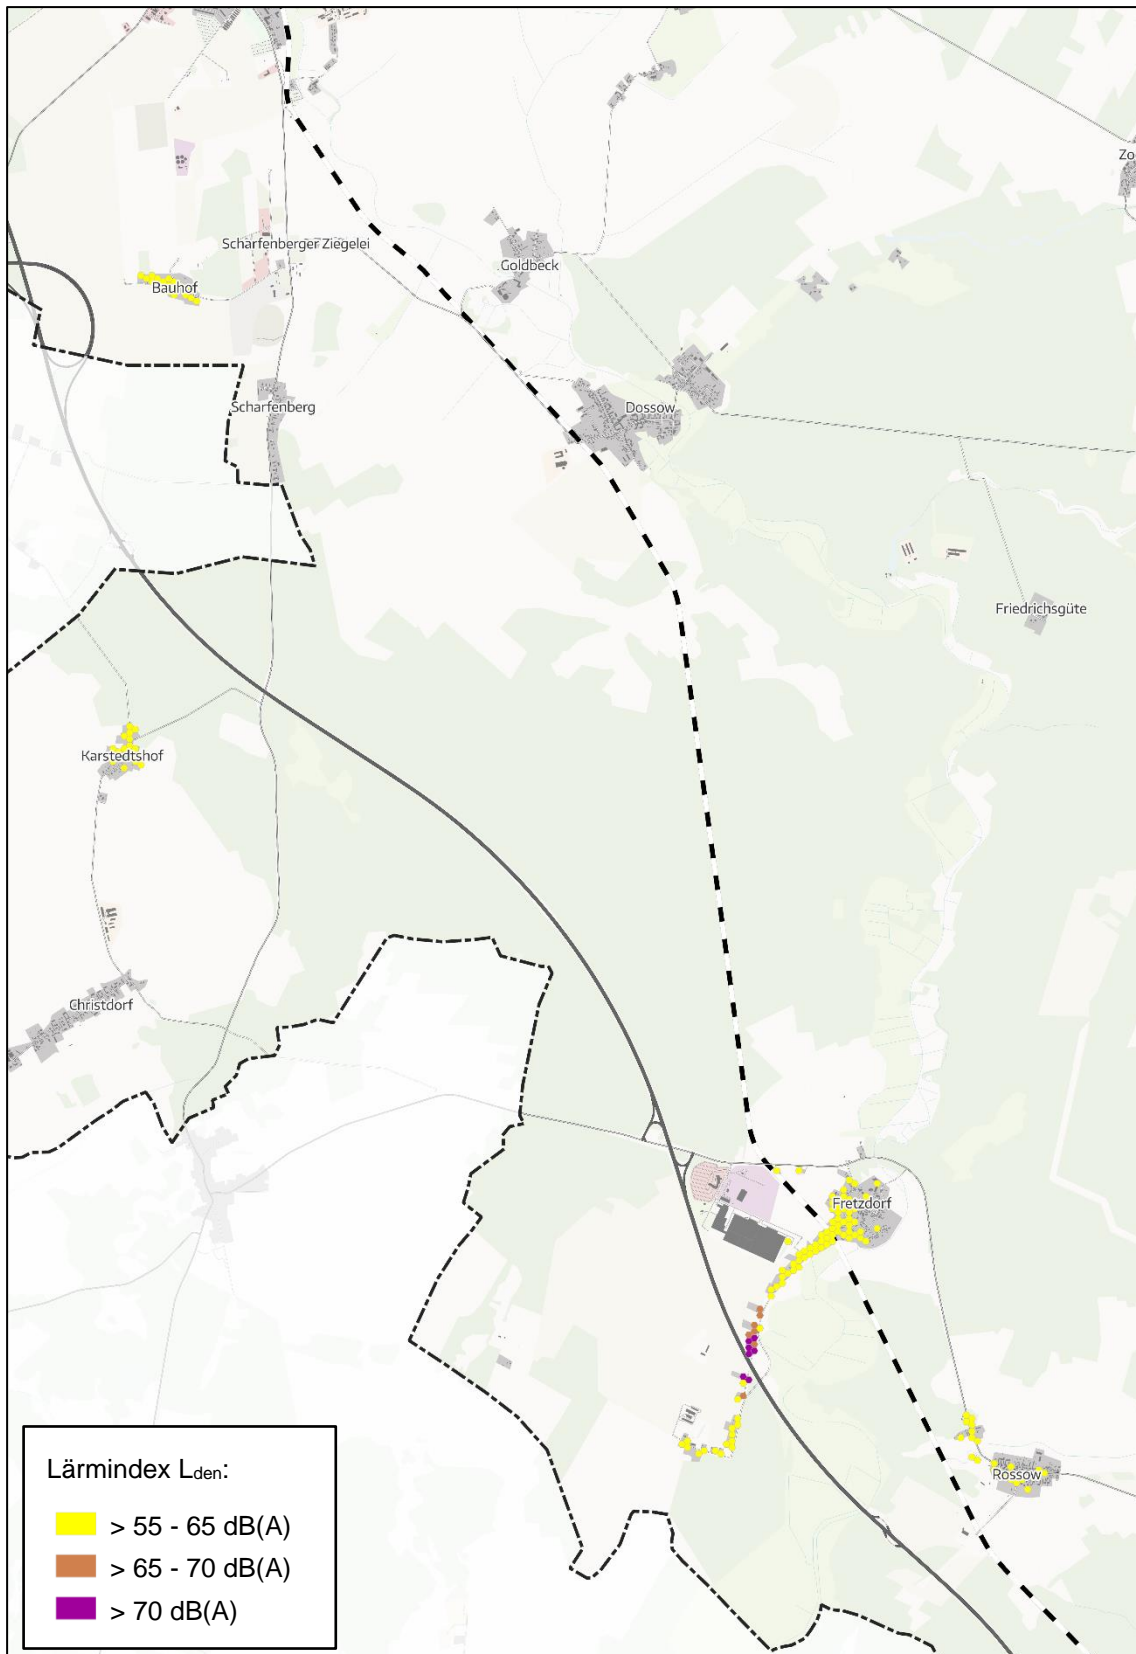 Zo
Scharfenberger Ziegelei
Goldbeck
Bauhof
Scharfenberg
Dossow
Friedrichsgüte
Karstedtshof
Christdorf
Fretzdorf
Rossow
Lärmindex Lden:
> 55 - 65 dB(A)
> 65 - 70 dB(A)
> 70 dB(A)